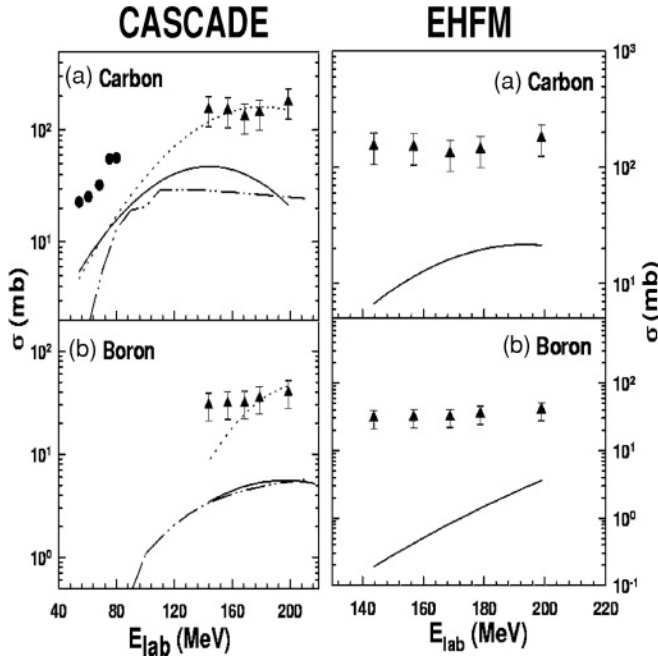 CASCADE EHFM
(a) Carbon
(a) Carbon
10²
10¹
10³
10²
10¹
σ (mb)
σ (mb)
(b) Boron
(b) Boron
10²
10¹
10⁰
10²
10¹
10⁰
10⁻¹
40 80 120 160 200
140 160 180 200 220
E_lab (MeV)
E_lab (MeV)